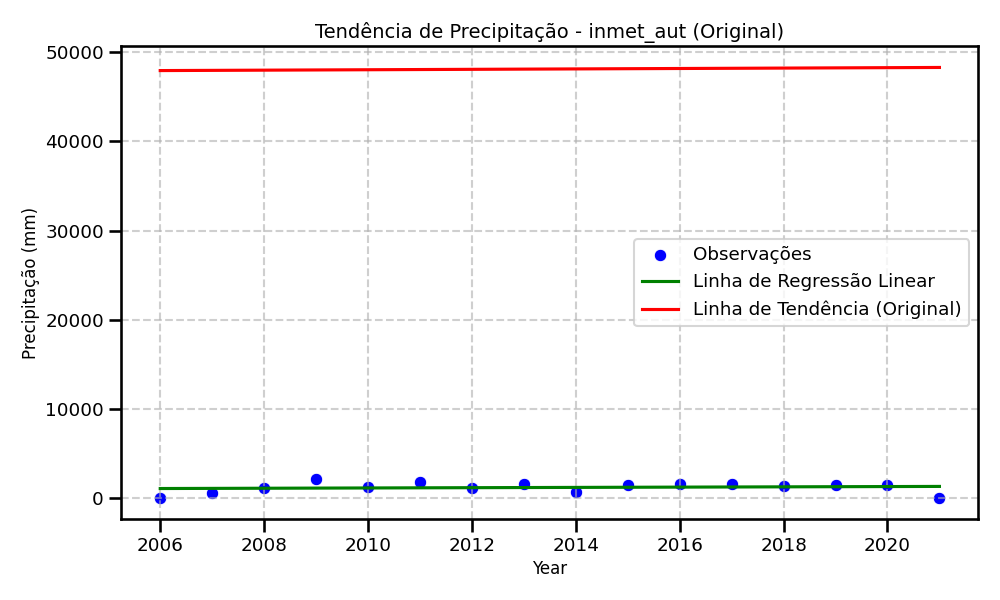 Tendência de Precipitação - inmet_aut (Original)
50000
40000
30000
20000
10000
0
Precipitação (mm)
Observações
Linha de Regressão Linear
Linha de Tendência (Original)
2006 2008 2010 2012 2014 2016 2018 2020
Year